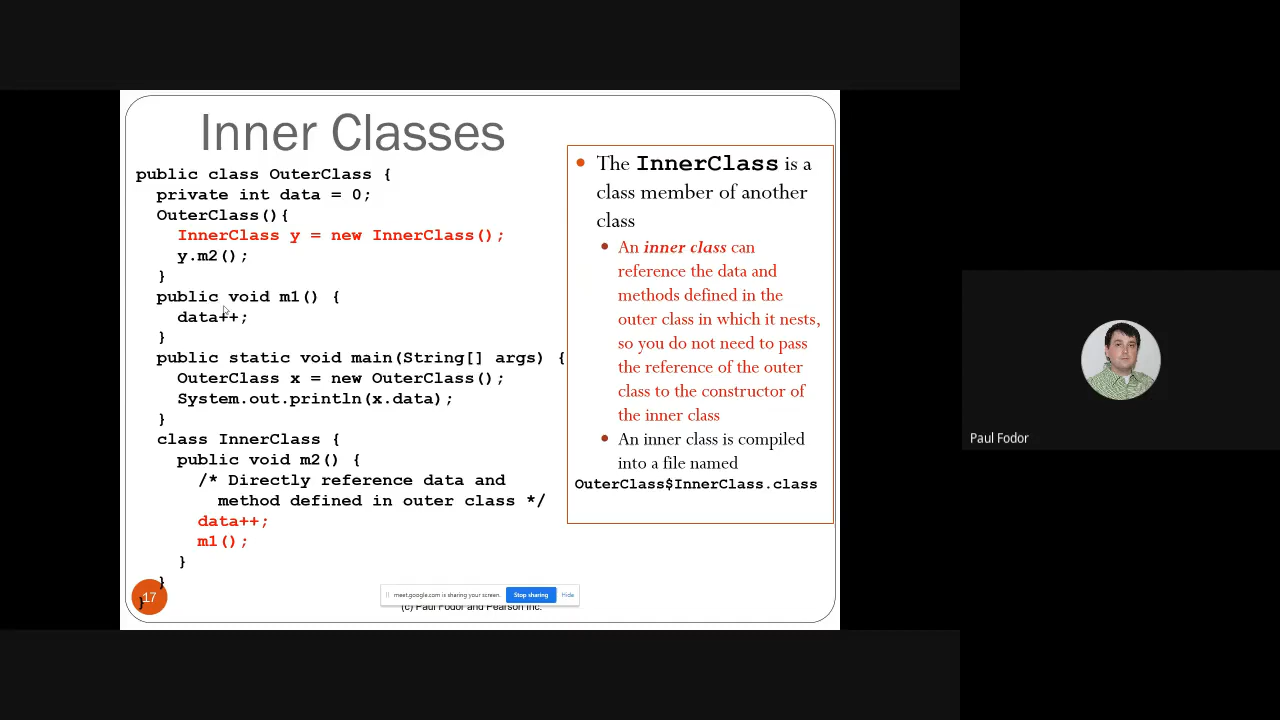 Inner Classes
public class OuterClass {
private int data = 0;
OuterClass(){
InnerClass y = new InnerClass();
y.m2();
}
public void m1() {
data++;
}
public static void main(String[] args) {
OuterClass x = new OuterClass();
System.out.println(x.data);
}
class InnerClass {
public void m2() {
/* Directly reference data and
method defined in outer class */
data++;
m1();
}
}
}
17
The InnerClass is a
class member of another
class
An inner class can
reference the data and
methods defined in the
outer class in which it nests,
so you do not need to pass
the reference of the outer
class to the constructor of
the inner class
An inner class is compiled
into a file named
OuterClass$InnerClass.class
meet.google.com is sharing your screen.
Stop sharing
Hide
(c) Paul Fodor and Pearson Inc.
Paul Fodor